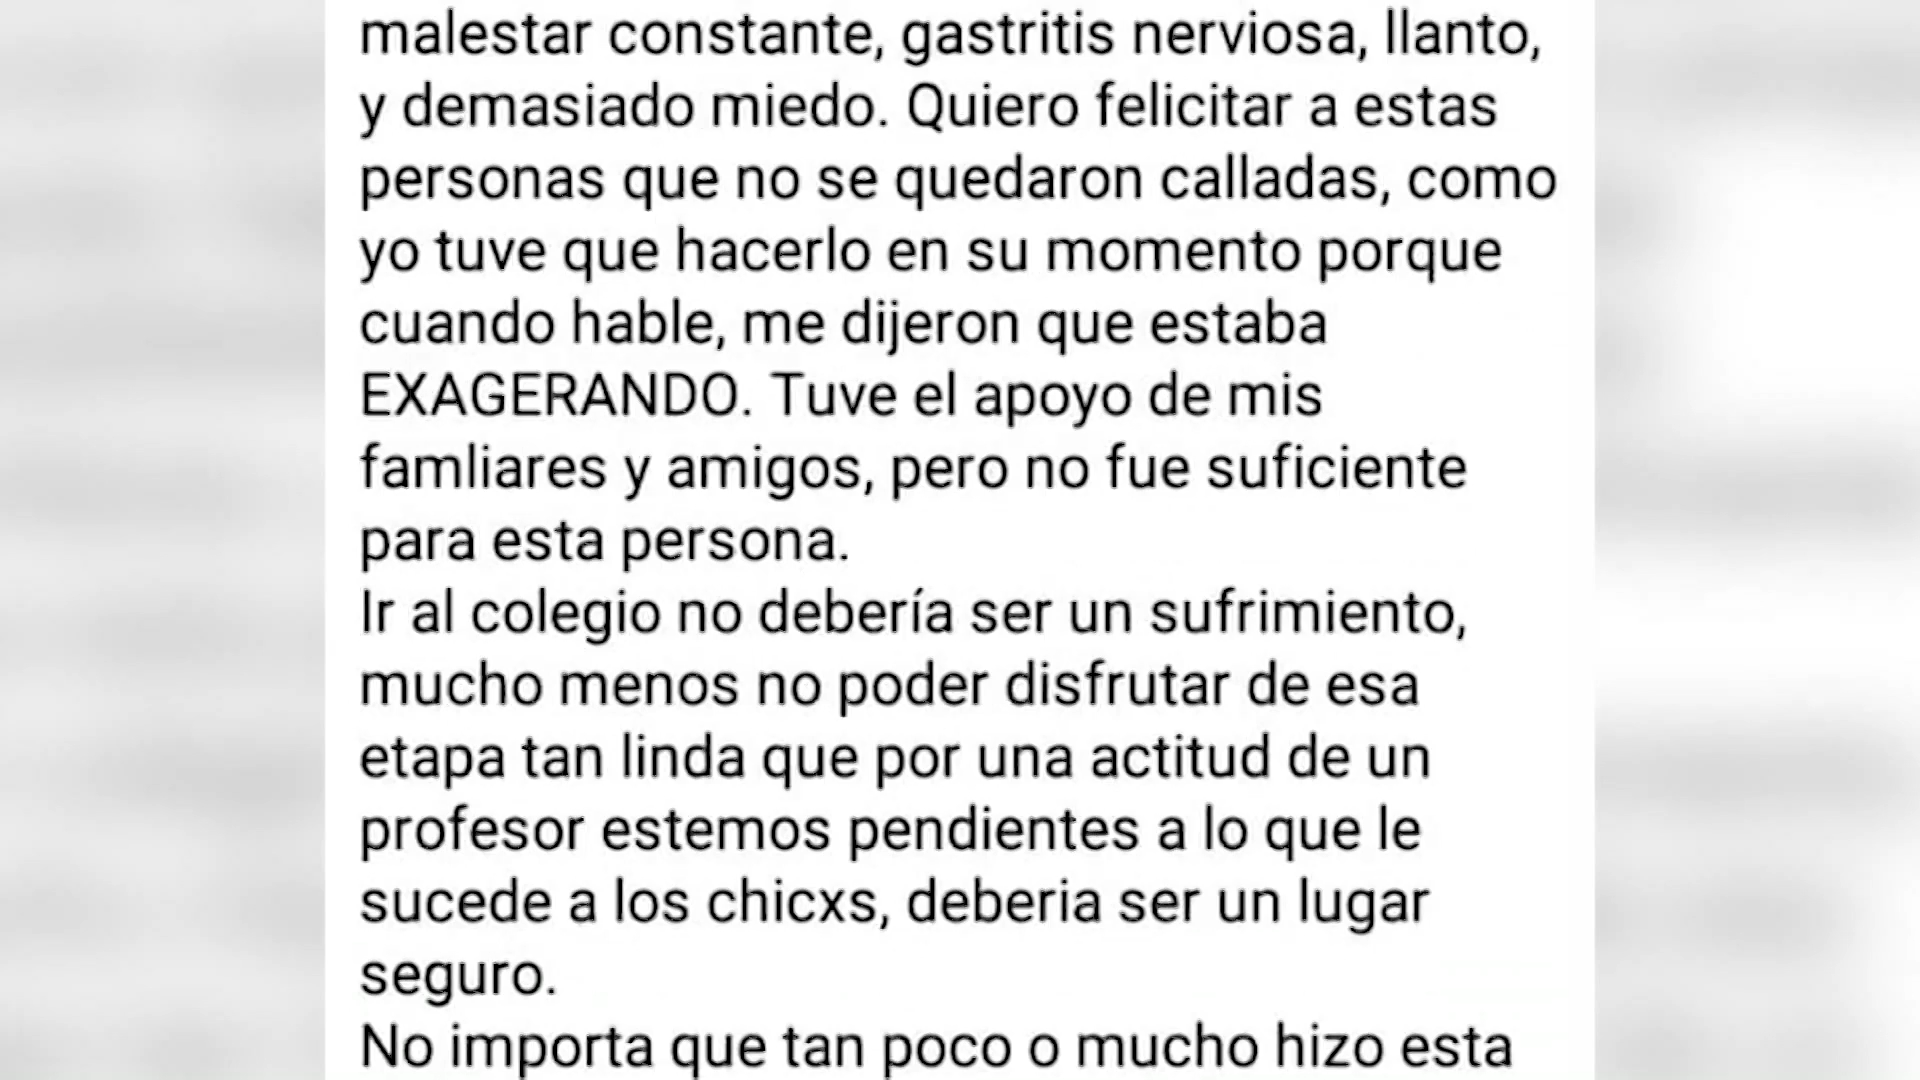 malestar constante, gastritis nerviosa, llanto,
y demasiado miedo. Quiero felicitar a estas
personas que no se quedaron calladas, como
yo tuve que hacerlo en su momento porque
cuando hable, me dijeron que estaba
EXAGERANDO. Tuve el apoyo de mis
famliares y amigos, pero no fue suficiente
para esta persona.
Ir al colegio no debería ser un sufrimiento,
mucho menos no poder disfrutar de esa
etapa tan linda que por una actitud de un
profesor estemos pendientes a lo que le
sucede a los chicxs, deberia ser un lugar
seguro.
No importa que tan poco o mucho hizo esta